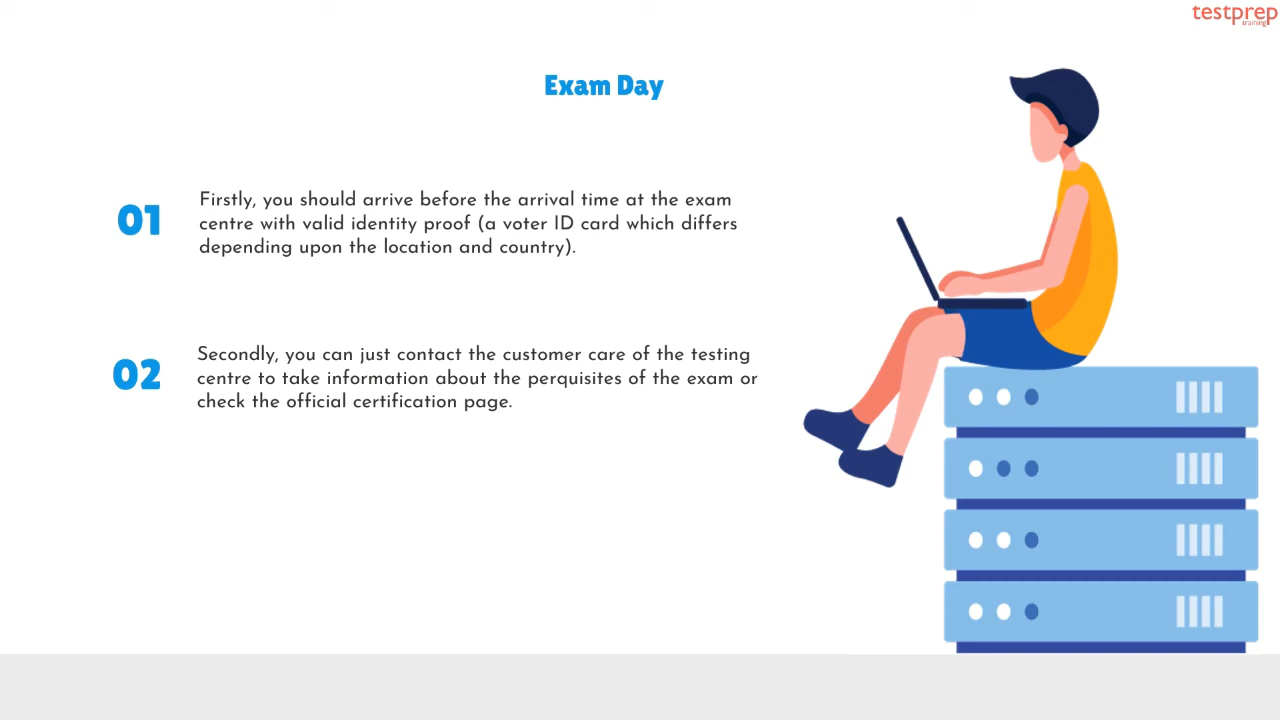 testprep
training
Exam Day
01
Firstly, you should arrive before the arrival time at the exam
centre with valid identity proof (a voter ID card which differs
depending upon the location and country).
02
Secondly, you can just contact the customer care of the testing
centre to take information about the perquisites of the exam or
check the official certification page.